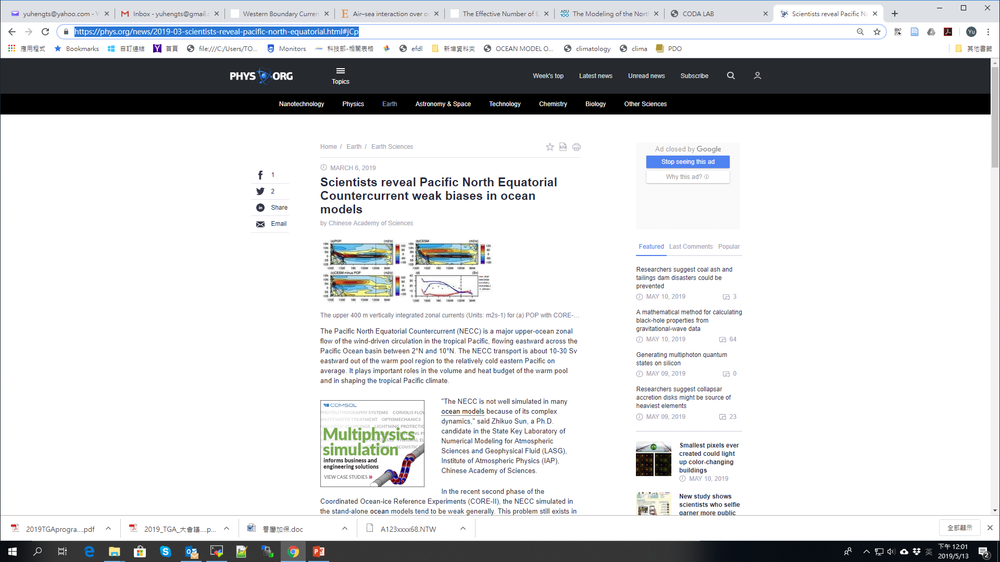 yuhengts@yahoo.com - Y
Inbox - yuhengts@gmail.c
Western Boundary Curren
Air–sea interaction over oc
The Effective Number of S
The Modeling of the North
CODA LAB
Scientists reveal Pacific No
https://phys.org/news/2019-03-scientists-reveal-pacific-north-equatorial.html#jCp
Yu
應用程式
Bookmarks
自訂連結
首頁
file:///C:/Users/TO...
Monitors
科技部-相關表格
efdl
新增資料夾
OCEAN MODEL O...
climatology
clima
PDO
其他書籤
PHYS ORG
Topics
Week's top
Latest news
Unread news
Subscribe
Nanotechnology
Physics
Earth
Astronomy & Space
Technology
Chemistry
Biology
Other Sciences
Home / Earth / Earth Sciences
MARCH 6, 2019
Scientists reveal Pacific North Equatorial
Countercurrent weak biases in ocean
models
by Chinese Academy of Sciences
1
2
Share
Email
(a)POP (m2/s)
(b)CESM (m2/s)
(c)CESM minus POP (m2/s)
(d) (Sv)
The upper 400 m vertically integrated zonal currents (Units: m2s-1) for (a) POP with CORE-...
The Pacific North Equatorial Countercurrent (NECC) is a major upper-ocean zonal
flow of the wind-driven circulation in the tropical Pacific, flowing eastward across the
Pacific Ocean basin between 2°N and 10°N. The NECC transport is about 10-30 Sv
eastward out of the warm pool region to the relatively cold eastern Pacific on
average. It plays important roles in the volume and heat budget of the warm pool
and in shaping the tropical Pacific climate.
COMSOL
PHOTOLITHOGRAPHY SYSTEMS CORIOLIS FLOW
WASTEWATER TREATMENT OPTOMECHANICS
Multiphysics
simulation
informs business and
engineering solutions
VIEW CASE STUDIES »
"The NECC is not well simulated in many
ocean models because of its complex
dynamics," said Zhikuo Sun, a Ph.D.
candidate in the State Key Laboratory of
Numerical Modeling for Atmospheric
Sciences and Geophysical Fluid (LASG),
Institute of Atmospheric Physics (IAP),
Chinese Academy of Sciences.
In the recent second phase of the
Coordinated Ocean-ice Reference Experiments (CORE-II), the NECC simulated in
the stand-alone ocean models tend to be weak generally. This problem still exists in
Ad closed by Google
Stop seeing this ad
Why this ad?
Featured
Last Comments
Popular
Researchers suggest coal ash and
tailings dam disasters could be
prevented
MAY 10, 2019 3
A mathematical method for calculating
black-hole properties from
gravitational-wave data
MAY 10, 2019 64
Generating multiphoton quantum
states on silicon
MAY 09, 2019 0
Researchers suggest collapsar
accretion disks might be source of
heaviest elements
MAY 09, 2019 23
Smallest pixels ever
created could light
up color-changing
buildings
MAY 10, 2019
New study shows
scientists who selfie
garner more public
2019TGAprogra....pdf
2019_TGA_大會議....p...
眷屬加保.doc
A123xxxx68.NTW
全部顯示
英
下午 12:01
2019/5/13
2